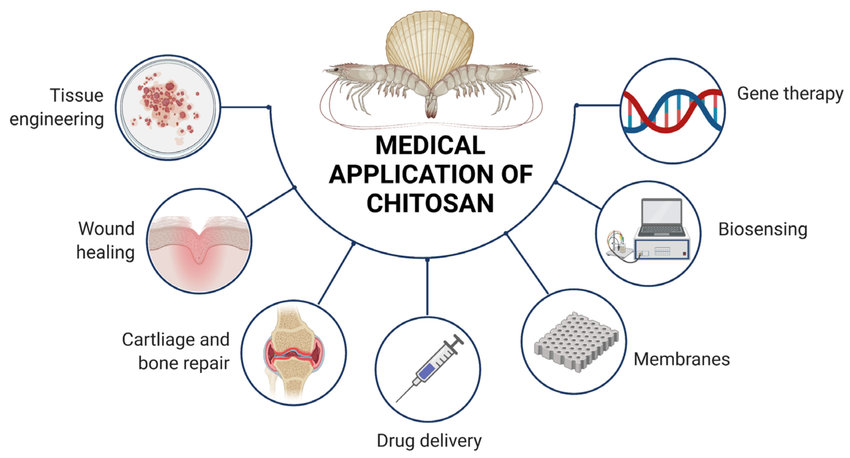 MEDICAL
APPLICATION OF
CHITOSAN
Tissue
engineering
Wound
healing
Cartliage and
bone repair
Drug delivery
Membranes
Biosensing
Gene therapy